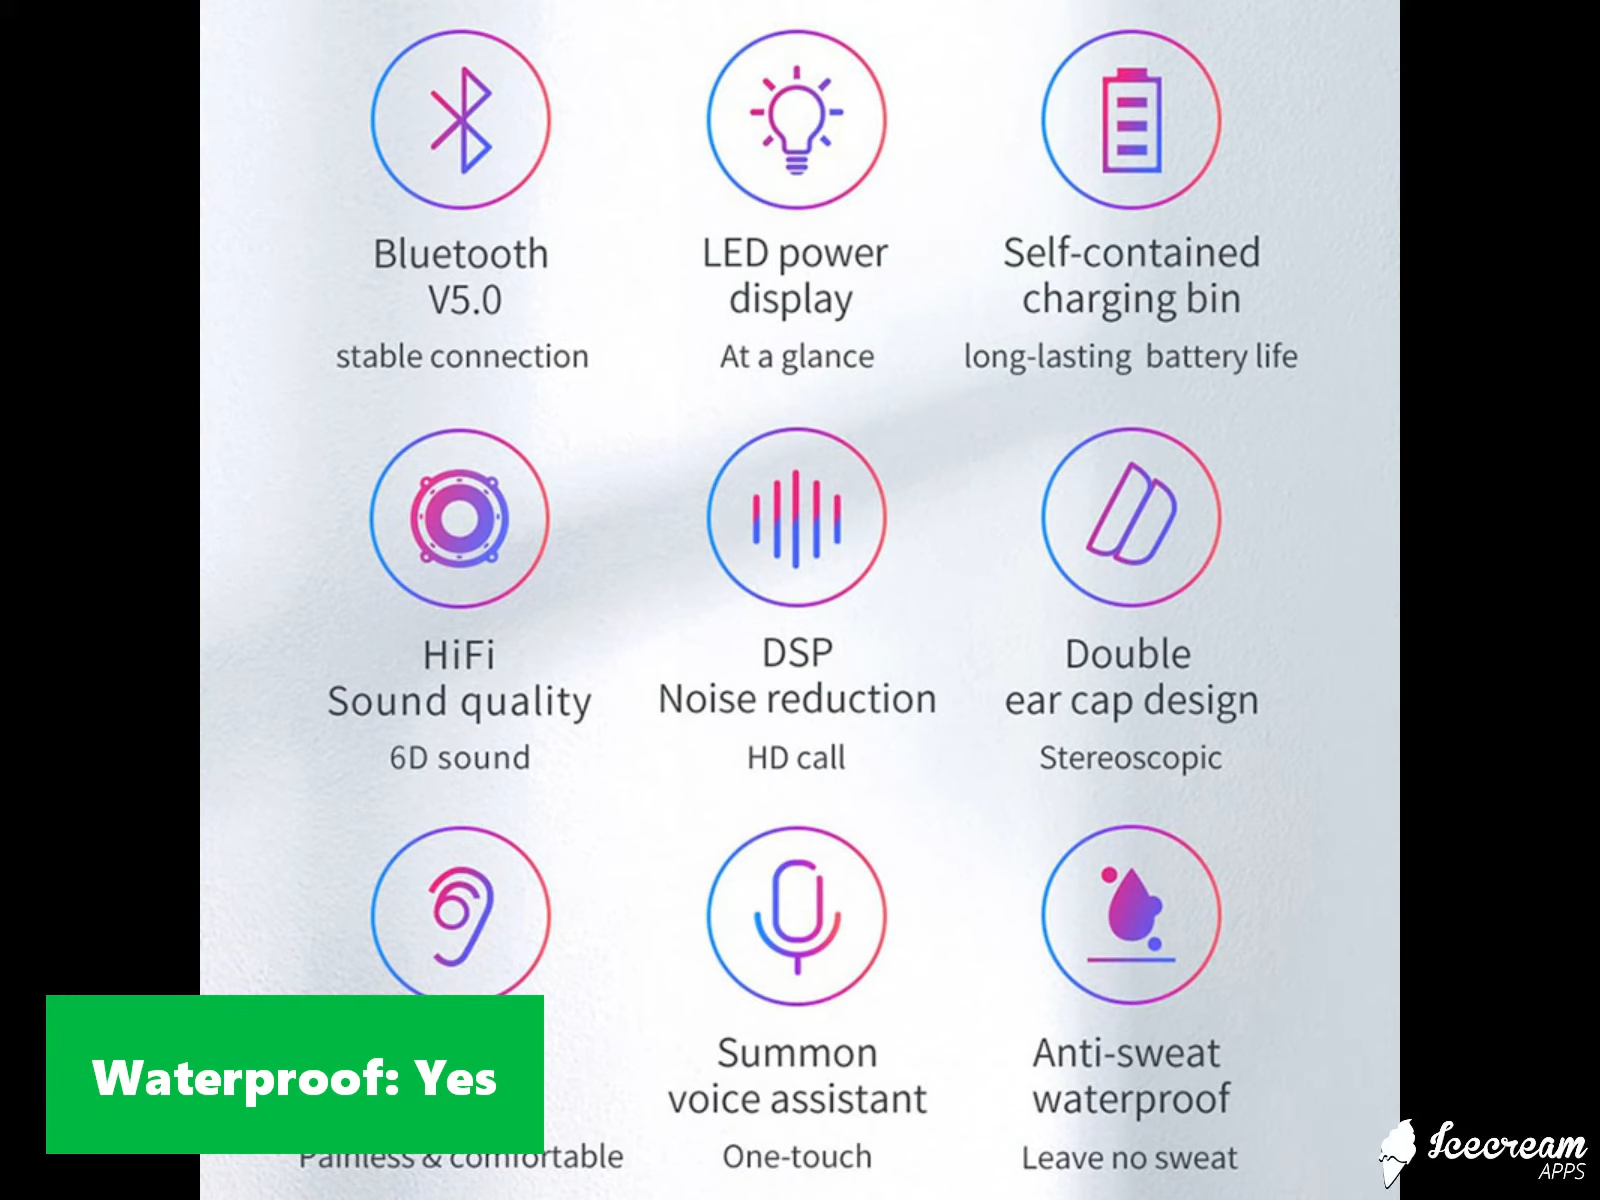 Bluetooth
V5.0
stable connection
LED power
display
At a glance
Self-contained
charging bin
long-lasting battery life
HiFi
Sound quality
6D sound
DSP
Noise reduction
HD call
Double
ear cap design
Stereoscopic
Waterproof: Yes
Painless & comfortable
Summon
voice assistant
One-touch
Anti-sweat
waterproof
Leave no sweat
Icecream
APPS